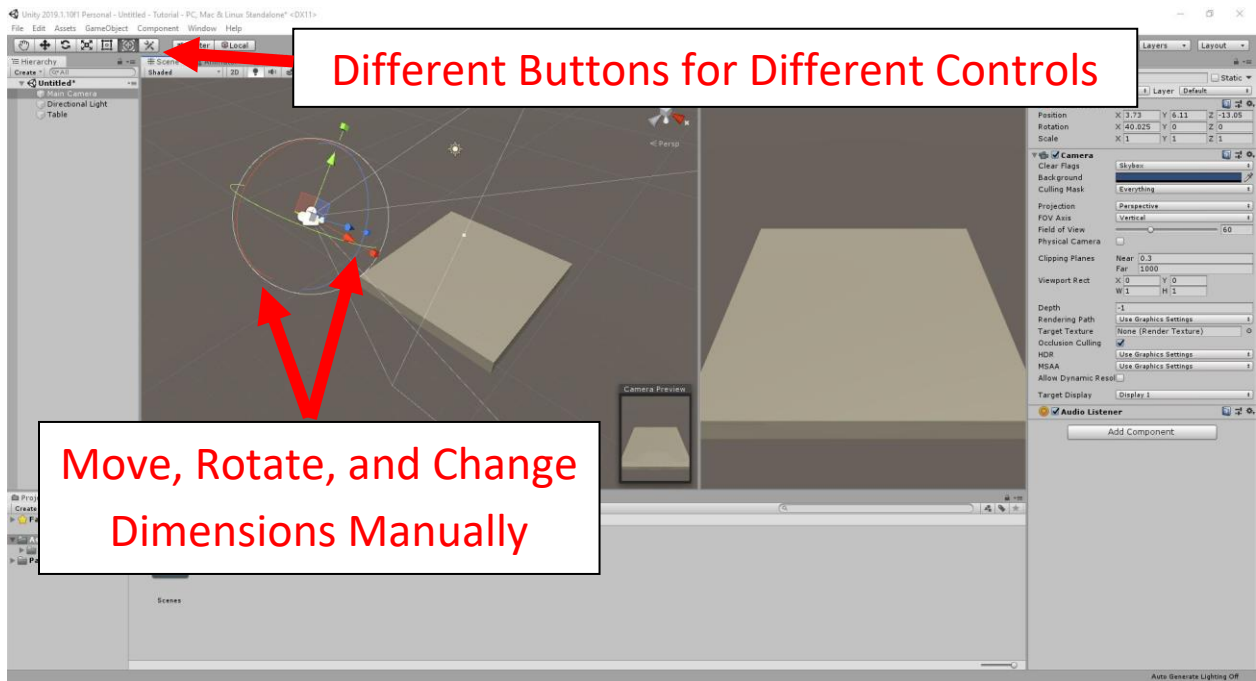 Unity 2019.1.10f1 Personal - Untitled - Tutorial - PC, Mac & Linux Standalone* <DX11>
File Edit Assets GameObject Component Window Help
Local
Layers Layout
Different Buttons for Different Controls
Hierarchy
Create All
Untitled*
Main Camera
Directional Light
Table
Scene
Shaded 2D
Persp
Camera Preview
Static
Layer Default
Position X 3.73 Y 6.11 Z -13.05
Rotation X 40.825 Y 0 Z 0
Scale X 1 Y 1 Z 1
Camera
Clear Flags Skybox
Background
Culling Mask Everything
Projection Perspective
FOV Axis Vertical
Field of View 60
Physical Camera
Clipping Planes Near 0.3
Far 1000
Viewport Rect X 0 Y 0
W 1 H 1
Depth -1
Rendering Path Use Graphics Settings
Target Texture None (Render Texture)
Occlusion Culling
HDR Use Graphics Settings
MSAA Use Graphics Settings
Allow Dynamic Resol
Target Display Display 1
Audio Listener
Add Component
Move, Rotate, and Change
Dimensions Manually
Create
Scenes
Auto Generate Lighting Off